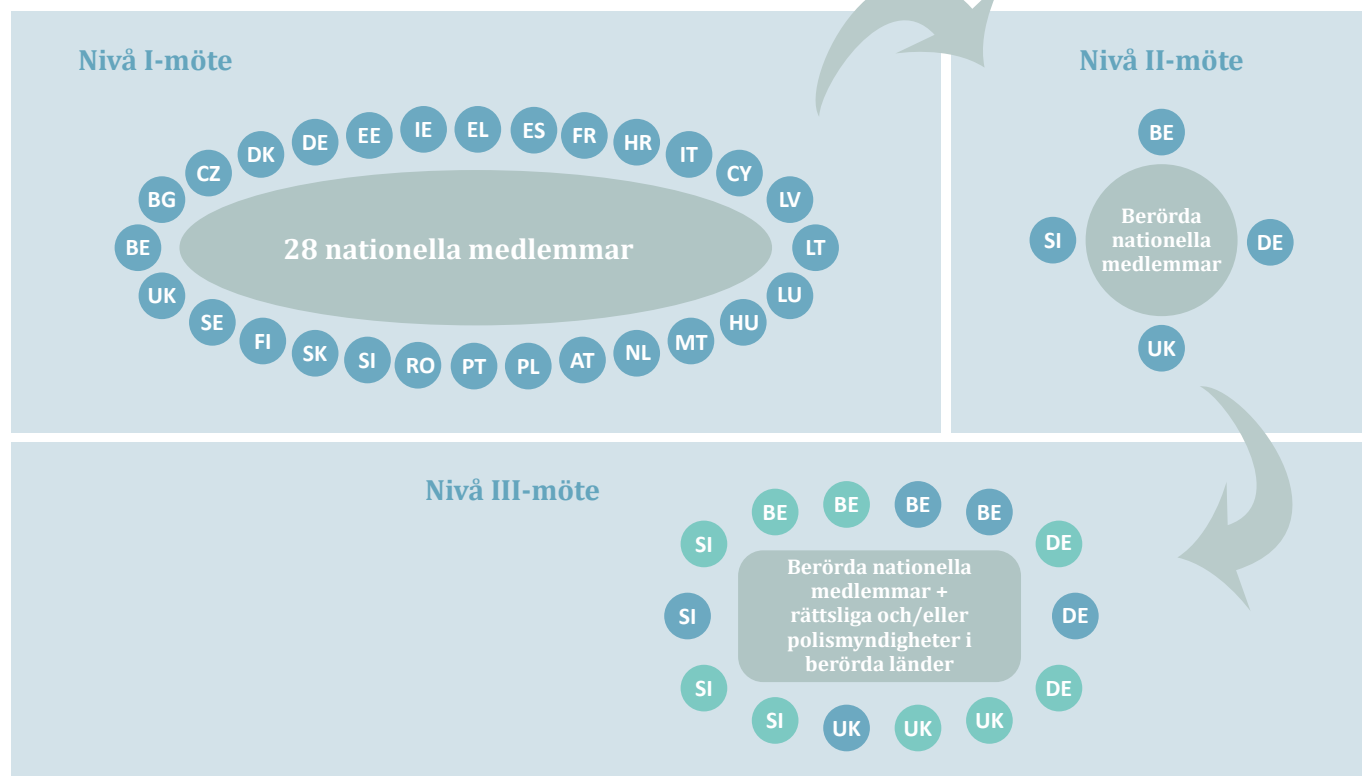 Nivå I-möte
BE
BG
CZ
DK
DE
EE
IE
EL
ES
FR
HR
IT
CY
LV
LT
LU
HU
MT
NL
AT
PL
PT
RO
SI
SK
FI
SE
UK
28 nationella medlemmar
Nivå II-möte
BE
SI
Berörda
nationella
medlemmar
DE
UK
Nivå III-möte
BE
BE
BE
BE
SI
DE
Berörda nationella
medlemmar +
rättsliga och/eller
polismyndigheter i
berörda länder
SI
DE
SI
DE
SI
UK
UK
UK